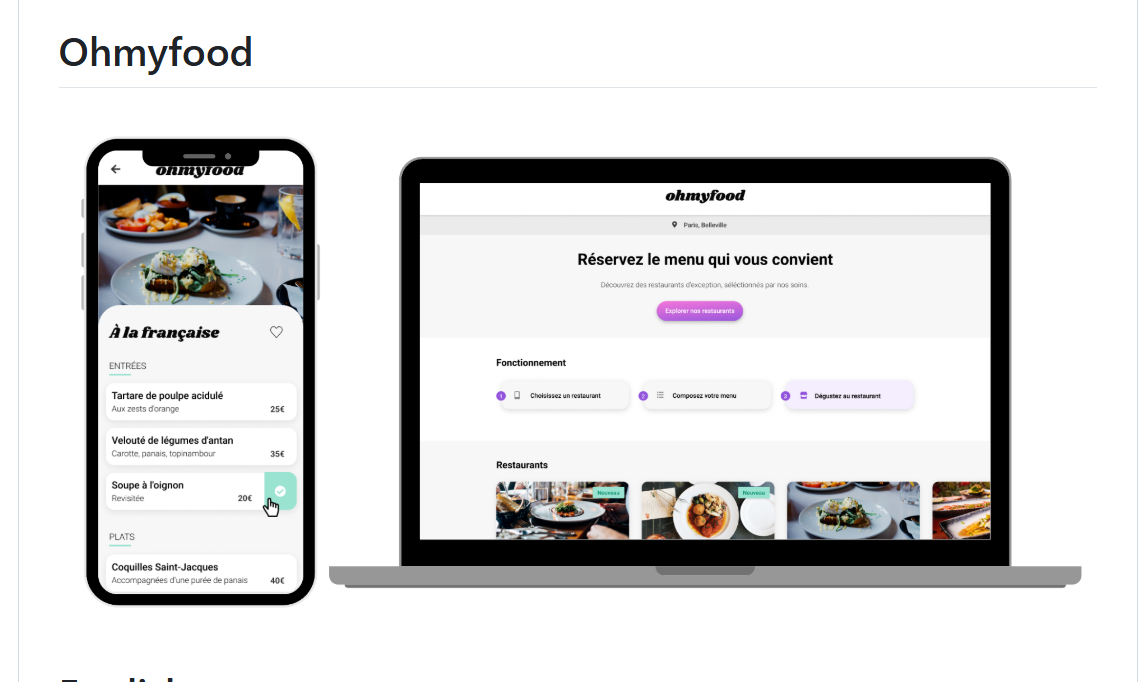 Ohmyfood
ohmyfood
À la française
ENTRÉES
Tartare de poulpe acidulé
Aux zests d'orange
25€
Velouté de légumes d'antan
Carotte, panais, topinambour
35€
Soupe à l'oignon
Revisitée
20€
PLATS
Coquilles Saint-Jacques
Accompagnées d'une purée de panais
40€
ohmyfood
Paris, Belleville
Réservez le menu qui vous convient
Découvrez des restaurants d'exception, séléctionnés par nos soins.
Explorer nos restaurants
Fonctionnement
1 Choisissez un restaurant
2 Composez votre menu
3 Dégustez au restaurant
Restaurants
Nouveau
Nouveau